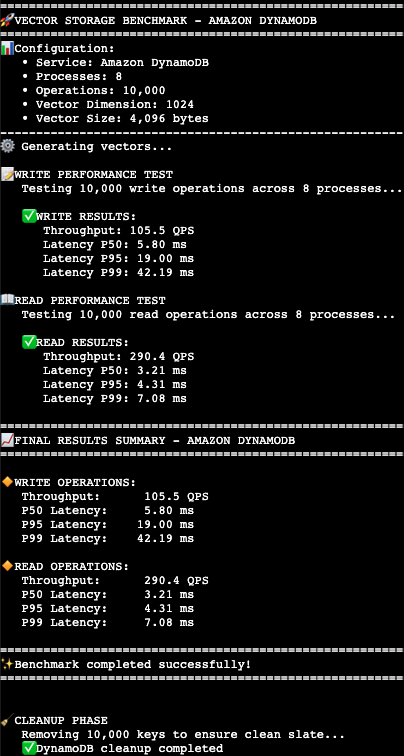 ================================================================
🚀VECTOR STORAGE BENCHMARK - AMAZON DYNAMODB
================================================================
📊Configuration:
• Service: Amazon DynamoDB
• Processes: 8
• Operations: 10,000
• Vector Dimension: 1024
• Vector Size: 4,096 bytes
----------------------------------------------------------------
⚙️ Generating vectors...
📝WRITE PERFORMANCE TEST
Testing 10,000 write operations across 8 processes...
✅WRITE RESULTS:
Throughput: 105.5 QPS
Latency P50: 5.80 ms
Latency P95: 19.00 ms
Latency P99: 42.19 ms
📖READ PERFORMANCE TEST
Testing 10,000 read operations across 8 processes...
✅READ RESULTS:
Throughput: 290.4 QPS
Latency P50: 3.21 ms
Latency P95: 4.31 ms
Latency P99: 7.08 ms
================================================================
📈FINAL RESULTS SUMMARY - AMAZON DYNAMODB
================================================================
🔸WRITE OPERATIONS:
Throughput: 105.5 QPS
P50 Latency: 5.80 ms
P95 Latency: 19.00 ms
P99 Latency: 42.19 ms
🔸READ OPERATIONS:
Throughput: 290.4 QPS
P50 Latency: 3.21 ms
P95 Latency: 4.31 ms
P99 Latency: 7.08 ms
================================================================
✨Benchmark completed successfully!
================================================================
🧹CLEANUP PHASE
Removing 10,000 keys to ensure clean slate...
✅DynamoDB cleanup completed